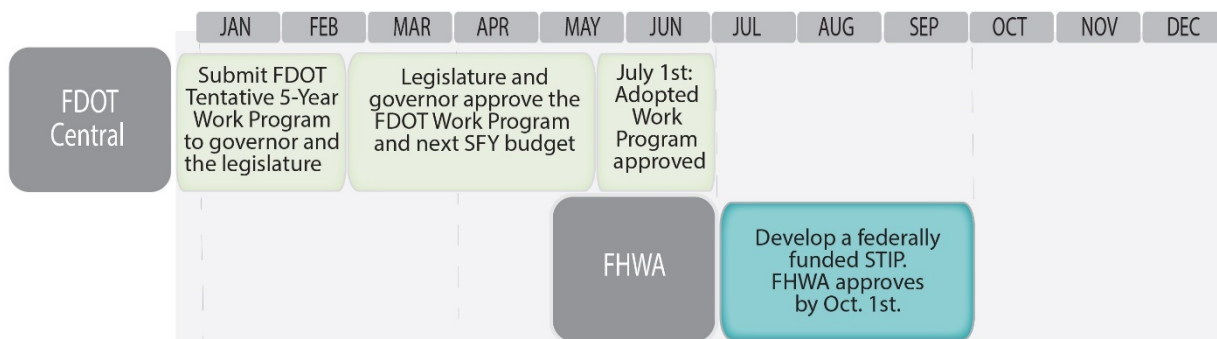 JAN FEB MAR APR MAY JUN JUL AUG SEP OCT NOV DEC
FDOT
Central
Submit FDOT
Tentative 5-Year
Work Program
to governor and
the legislature
Legislature and
governor approve the
FDOT Work Program
and next SFY budget
July 1st:
Adopted
Work
Program
approved
FHWA
Develop a federally
funded STIP.
FHWA approves
by Oct. 1st.